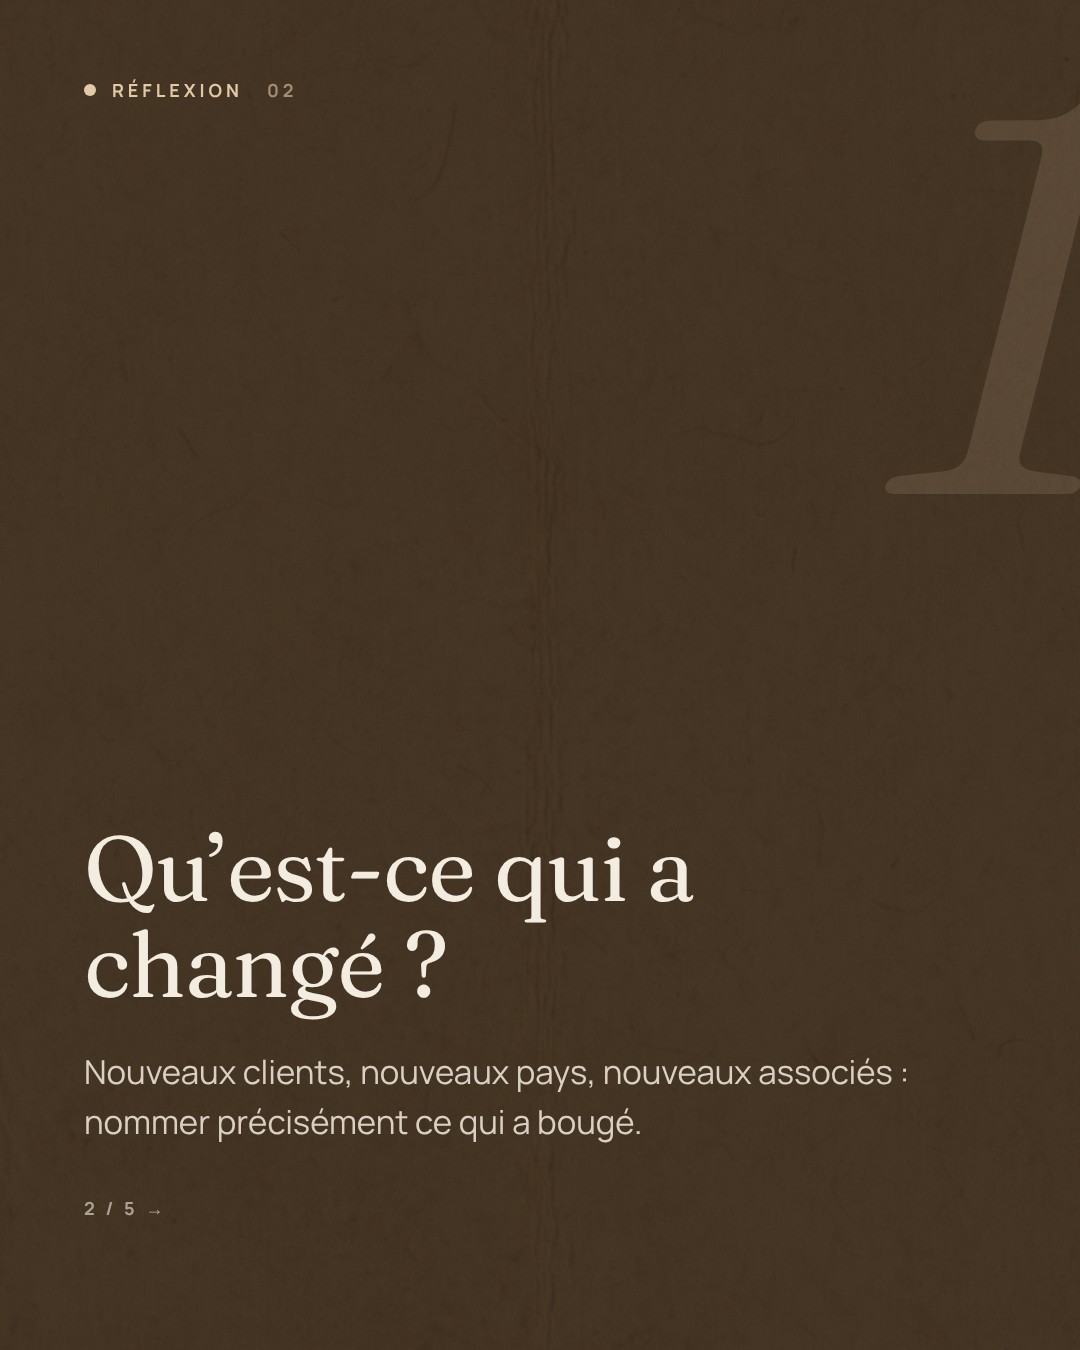 RÉFLEXION 02
1
Qu’est-ce qui a
changé ?
Nouveaux clients, nouveaux pays, nouveaux associés :
nommer précisément ce qui a bougé.
2 / 5 →